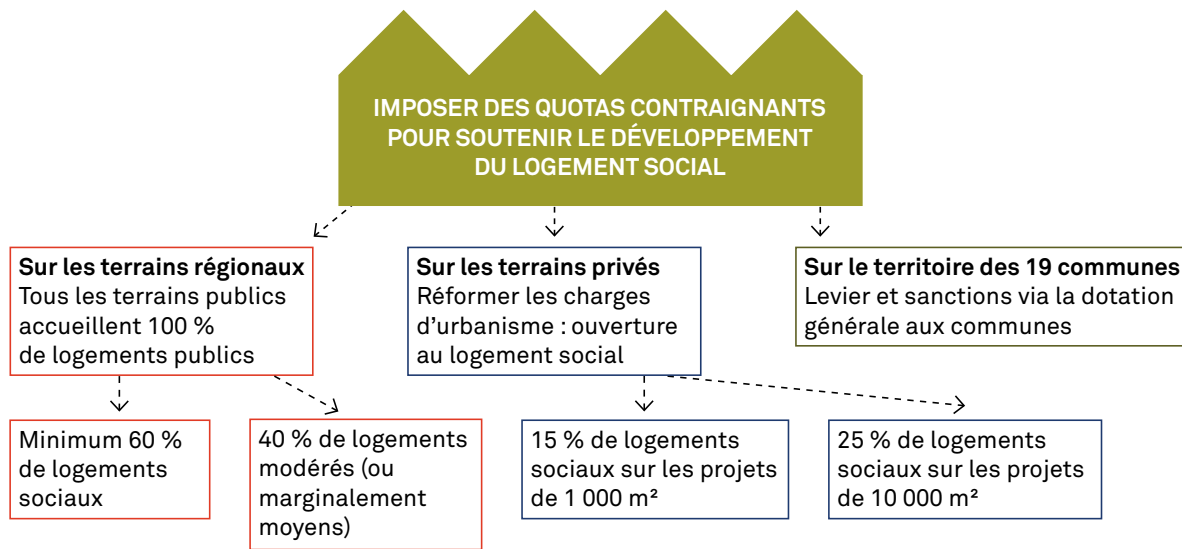 IMPOSER DES QUOTAS CONTRAIGNANTS
POUR SOUTENIR LE DÉVELOPPEMENT
DU LOGEMENT SOCIAL
Sur les terrains régionaux
Tous les terrains publics
accueillent 100 %
de logements publics
Sur les terrains privés
Réformer les charges
d’urbanisme : ouverture
au logement social
Sur le territoire des 19 communes
Levier et sanctions via la dotation
générale aux communes
Minimum 60 %
de logements
sociaux
40 % de logements
modérés (ou
marginalement
moyens)
15 % de logements
sociaux sur les projets
de 1 000 m²
25 % de logements
sociaux sur les projets
de 10 000 m²